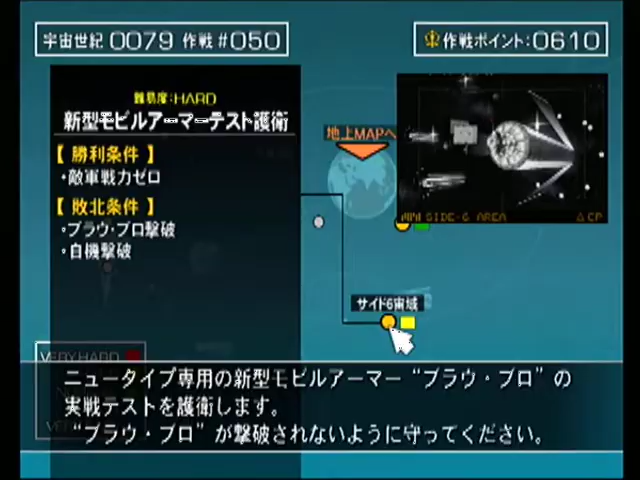 宇宙世紀0079 作戦#050
作戦ポイント:0610
難易度:HARD
新型モビルアーマーテスト護衛
【 勝利条件 】
・敵軍戦力ゼロ
【 敗北条件 】
・ブラウ・ブロ撃破
・自機撃破
地上MAPへ
SIDE-6 AREA
△CP
サイド6宙域
VERY HARD
ニュータイプ専用の新型モビルアーマー“ブラウ・ブロ”の
実戦テストを護衛します。
“ブラウ・ブロ”が撃破されないように守ってください。